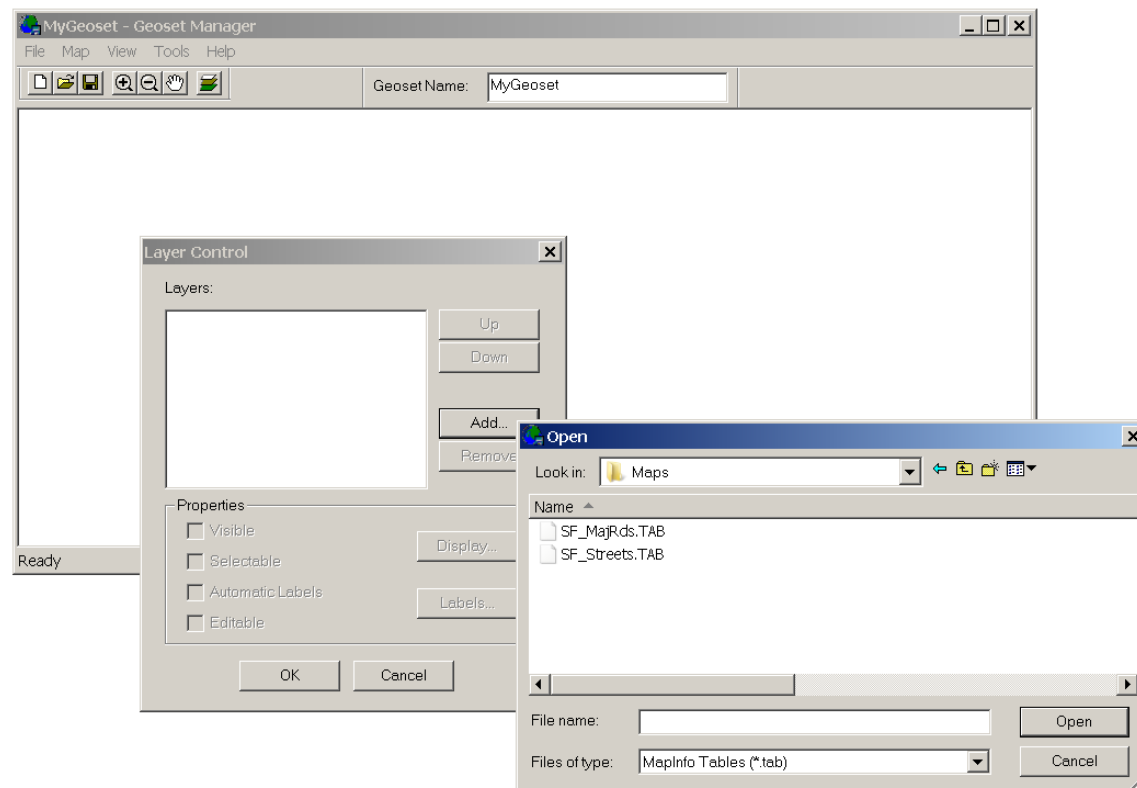 MyGeoset - Geoset Manager
File Map View Tools Help
Geoset Name: MyGeoset
Layer Control
Layers:
Up
Down
Add...
Remove
Properties
Visible
Selectable
Automatic Labels
Editable
Display...
Labels...
OK Cancel
Ready
Open
Look in: Maps
Name
SF_MajRds.TAB
SF_Streets.TAB
File name: Open
Files of type: MapInfo Tables (*.tab) Cancel